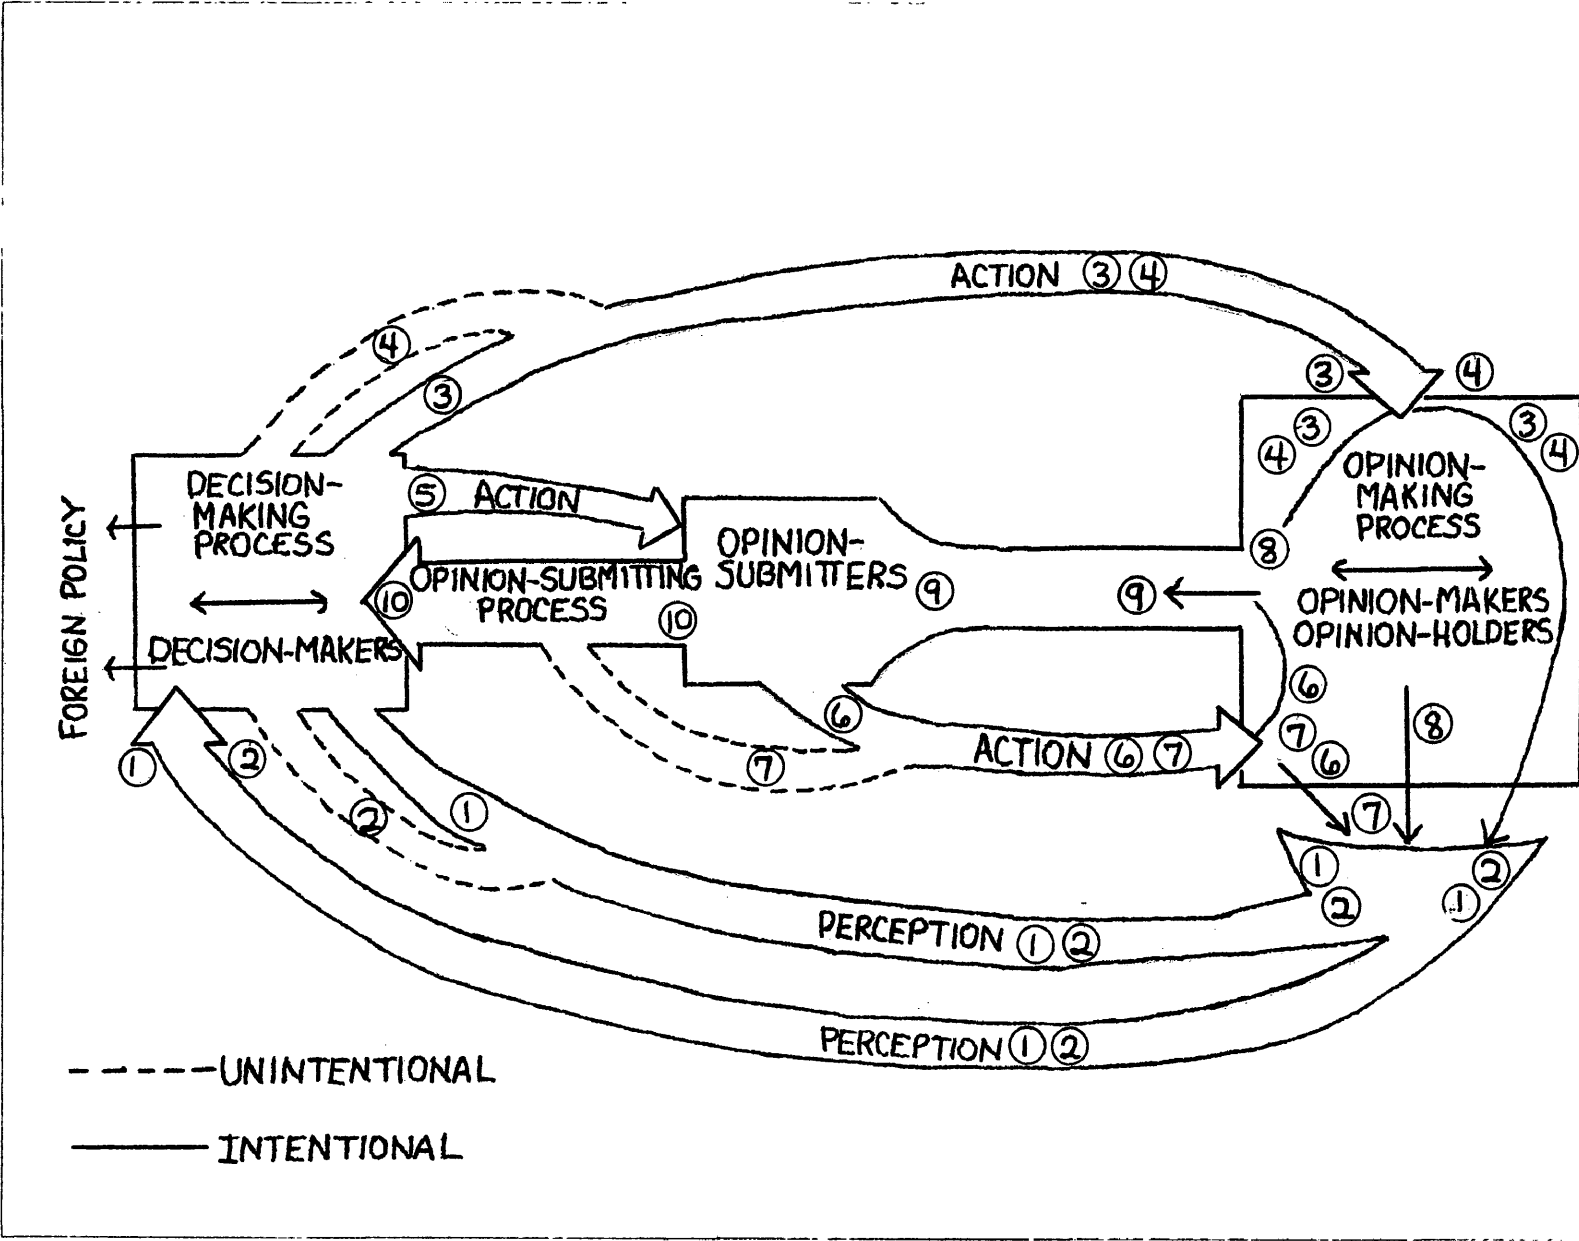 ACTION ③ ④
④
③
③
④
④ ③
③
④
DECISION-
MAKING
PROCESS
⑤ ACTION
OPINION-
MAKING
PROCESS
FOREIGN POLICY
OPINION-
SUBMITTERS
⑧
⑩
OPINION-SUBMITTING
PROCESS
⑩
⑨
⑨
OPINION-MAKERS
OPINION-HOLDERS
DECISION-MAKERS
⑥
⑥
⑦
⑥
⑧
①
②
⑦
ACTION ⑥ ⑦
②
①
⑦
①
②
②
①
PERCEPTION ① ②
PERCEPTION ① ②
UNINTENTIONAL
INTENTIONAL